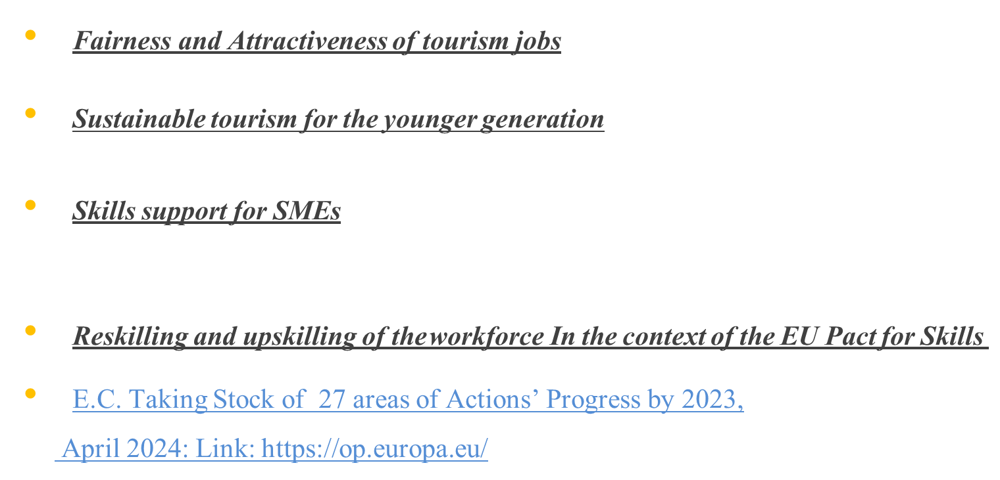 • Fairness and Attractiveness of tourism jobs
• Sustainable tourism for the younger generation
• Skills support for SMEs
• Reskilling and upskilling of the workforce In the context of the EU Pact for Skills
• E.C. Taking Stock of  27 areas of Actions’ Progress by 2023,
April 2024: Link: https://op.europa.eu/